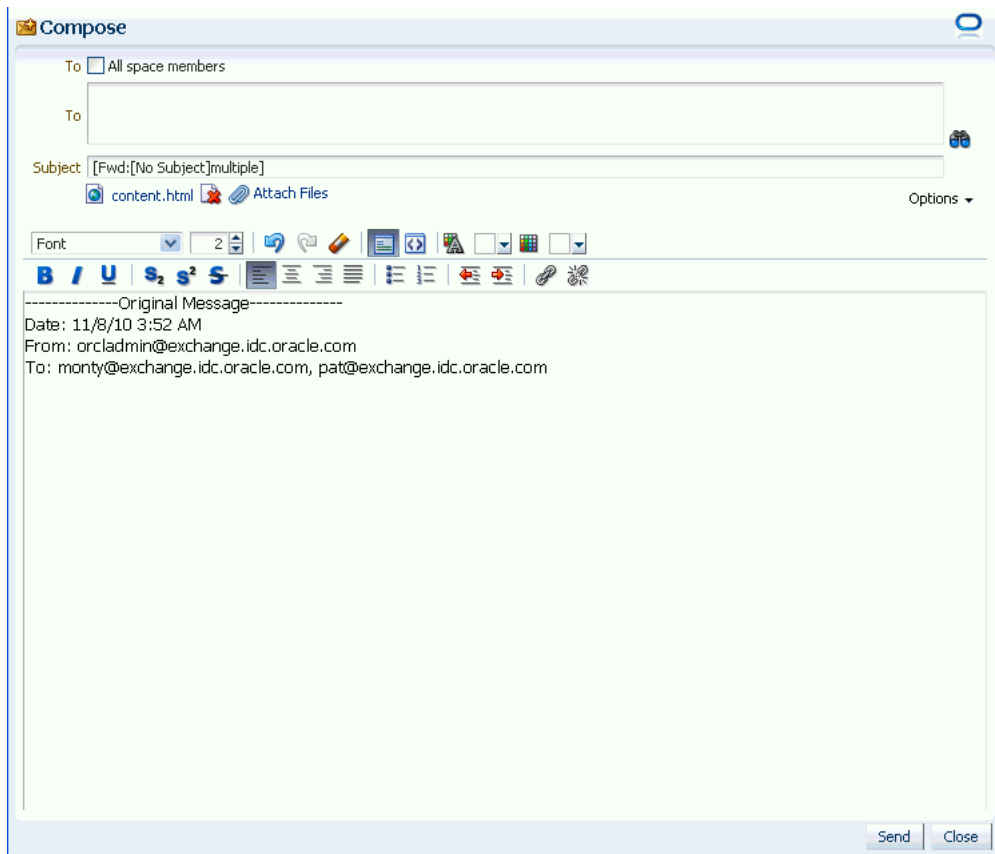 Compose
To All space members
To
Subject [Fwd:[No Subject]multiple]
content.html Attach Files
Options
Font 2
B I U S2 S2 S
--------------Original Message--------------
Date: 11/8/10 3:52 AM
From: orcladmin@exchange.idc.oracle.com
To: monty@exchange.idc.oracle.com, pat@exchange.idc.oracle.com
Send Close